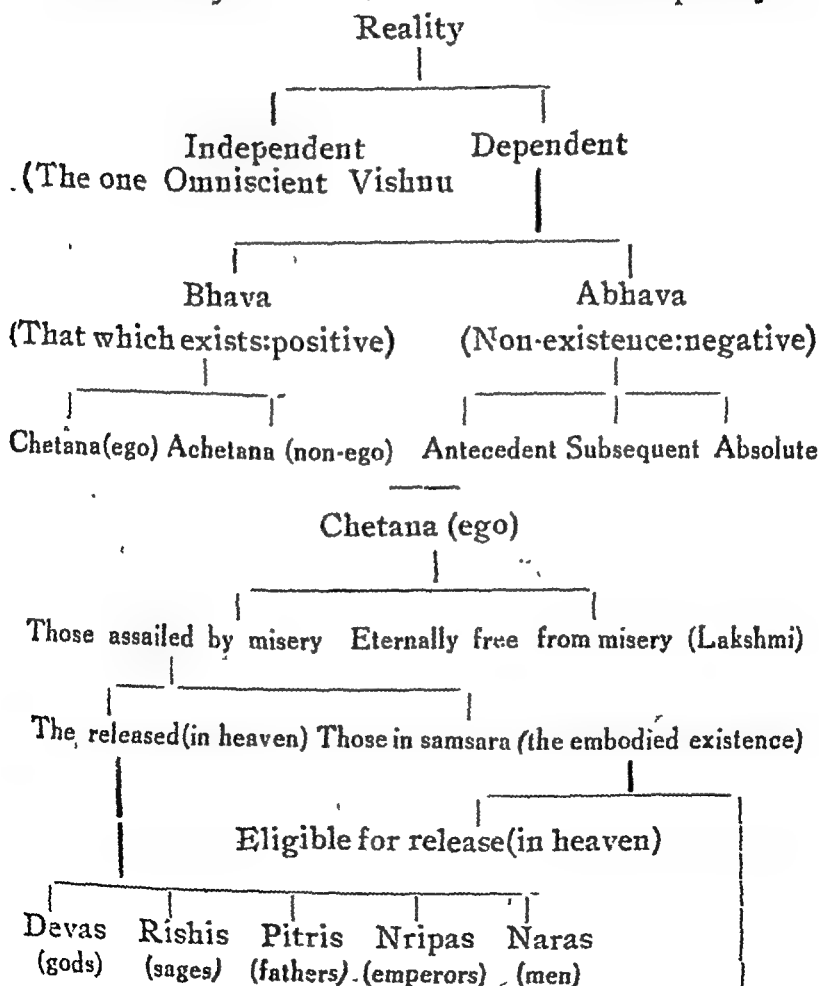 Reality
Independent Dependent
(The one Omniscient Vishnu
Bhava Abhava
(That which exists:positive) (Non-existence:negative)
Chetana(ego) Achetana (non-ego) Antecedent Subsequent Absolute
Chetana (ego)
Those assailed by misery Eternally free from misery (Lakshmi)
The released(in heaven) Those in samsara (the embodied existence)
Eligible for release(in heaven)
Devas Rishis Pitris Nripas Naras
(gods) (sages) (fathers) (emperors) (men)